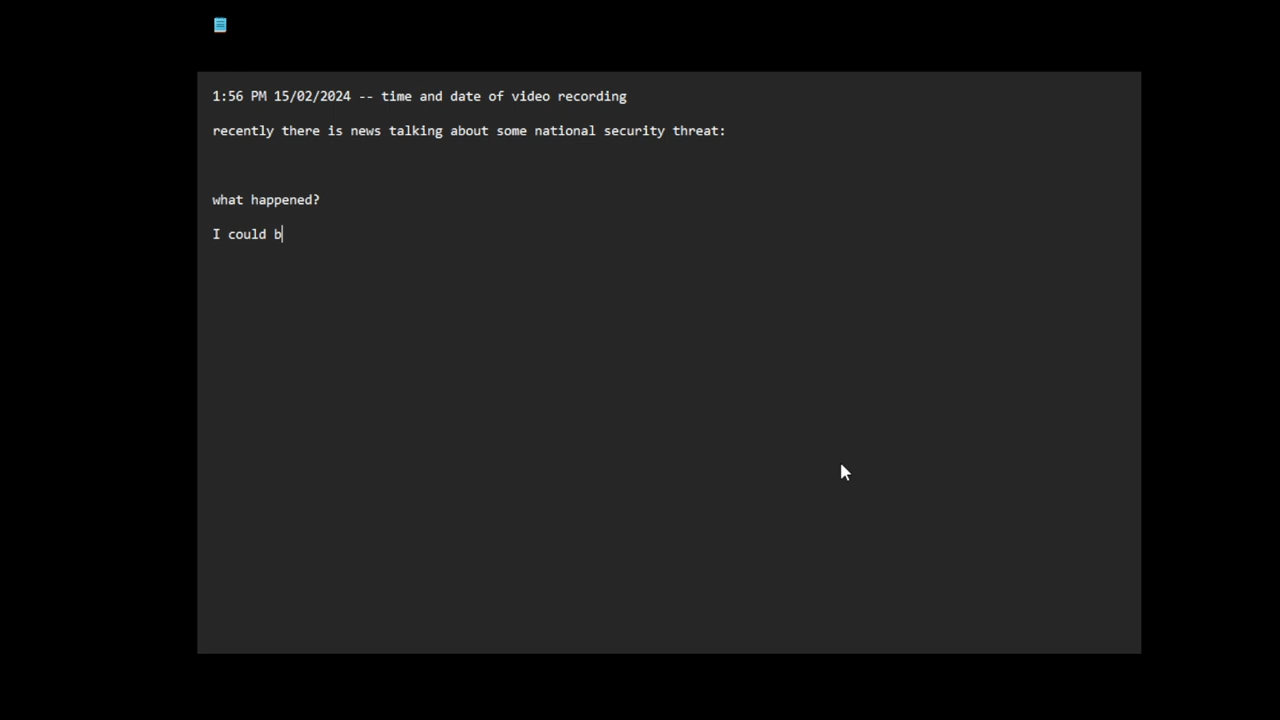 1:56 PM 15/02/2024 -- time and date of video recording
recently there is news talking about some national security threat:
what happened?
I could b